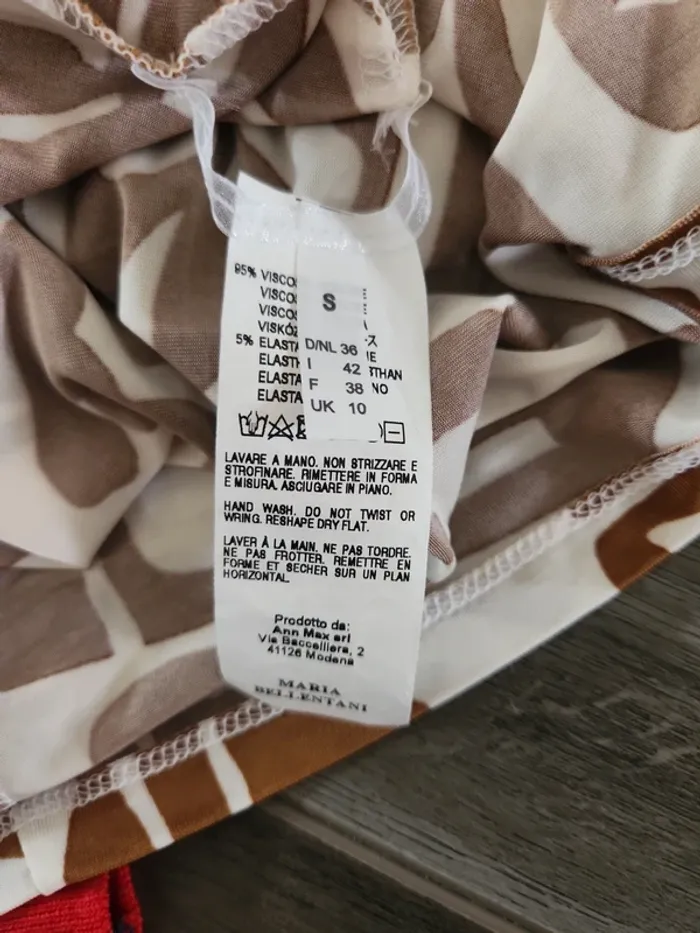 95% VISCO
VISCO
VISCO
VISKÓZ
5% ELASTA
ELASTH
ELASTA
ELASTA
S
D/NL 36
I 42
F 38
UK 10
THAN
NO
LAVARE A MANO. NON STRIZZARE E
STROFINARE. RIMETTERE IN FORMA
E MISURA. ASCIUGARE IN PIANO.
HAND WASH. DO NOT TWIST OR
WRING. RESHAPE DRY FLAT.
LAVER À LA MAIN. NE PAS TORDRE.
NE PAS FROTTER. REMETTRE EN
FORME ET SECHER SUR UN PLAN
HORIZONTAL.
Prodotto da:
Ann Max srl
Via Baccelliera, 2
41126 Modena
MARIA
BELLENTANI